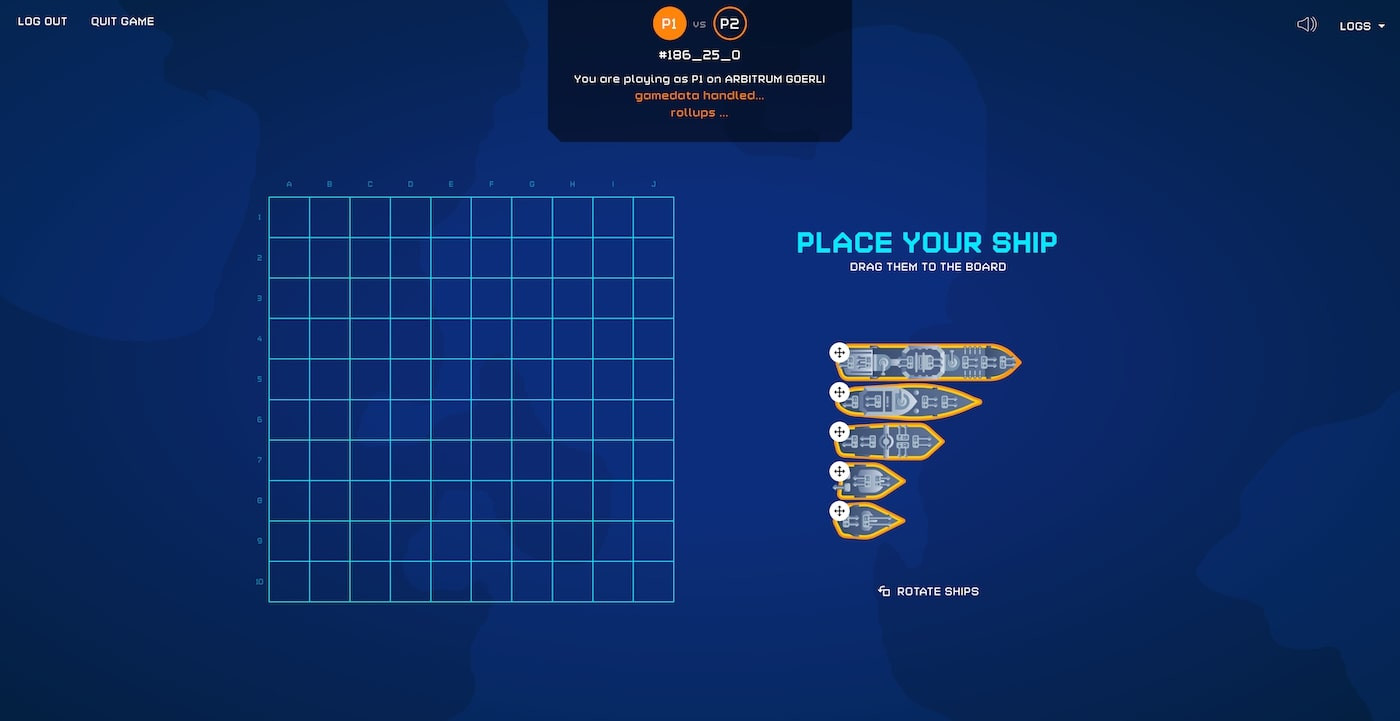 LOG OUT
QUIT GAME
P1 vs P2
LOGS
#186_25_0
You are playing as P1 on ARBITRUM GOERLI
gamedata handled...
rollups ...
A B C D E F G H I J
1
2
3
4
5
6
7
8
9
10
PLACE YOUR SHIP
DRAG THEM TO THE BOARD
ROTATE SHIPS